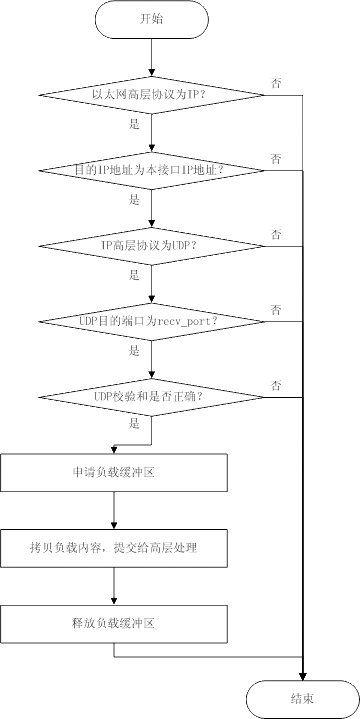 开始
以太网高层协议为IP?
否
是
目的IP地址为本接口IP地址?
否
是
IP高层协议为UDP?
否
是
UDP目的端口为recv_port?
否
是
UDP校验和是否正确?
否
是
申请负载缓冲区
拷贝负载内容，提交给高层处理
释放负载缓冲区
结束